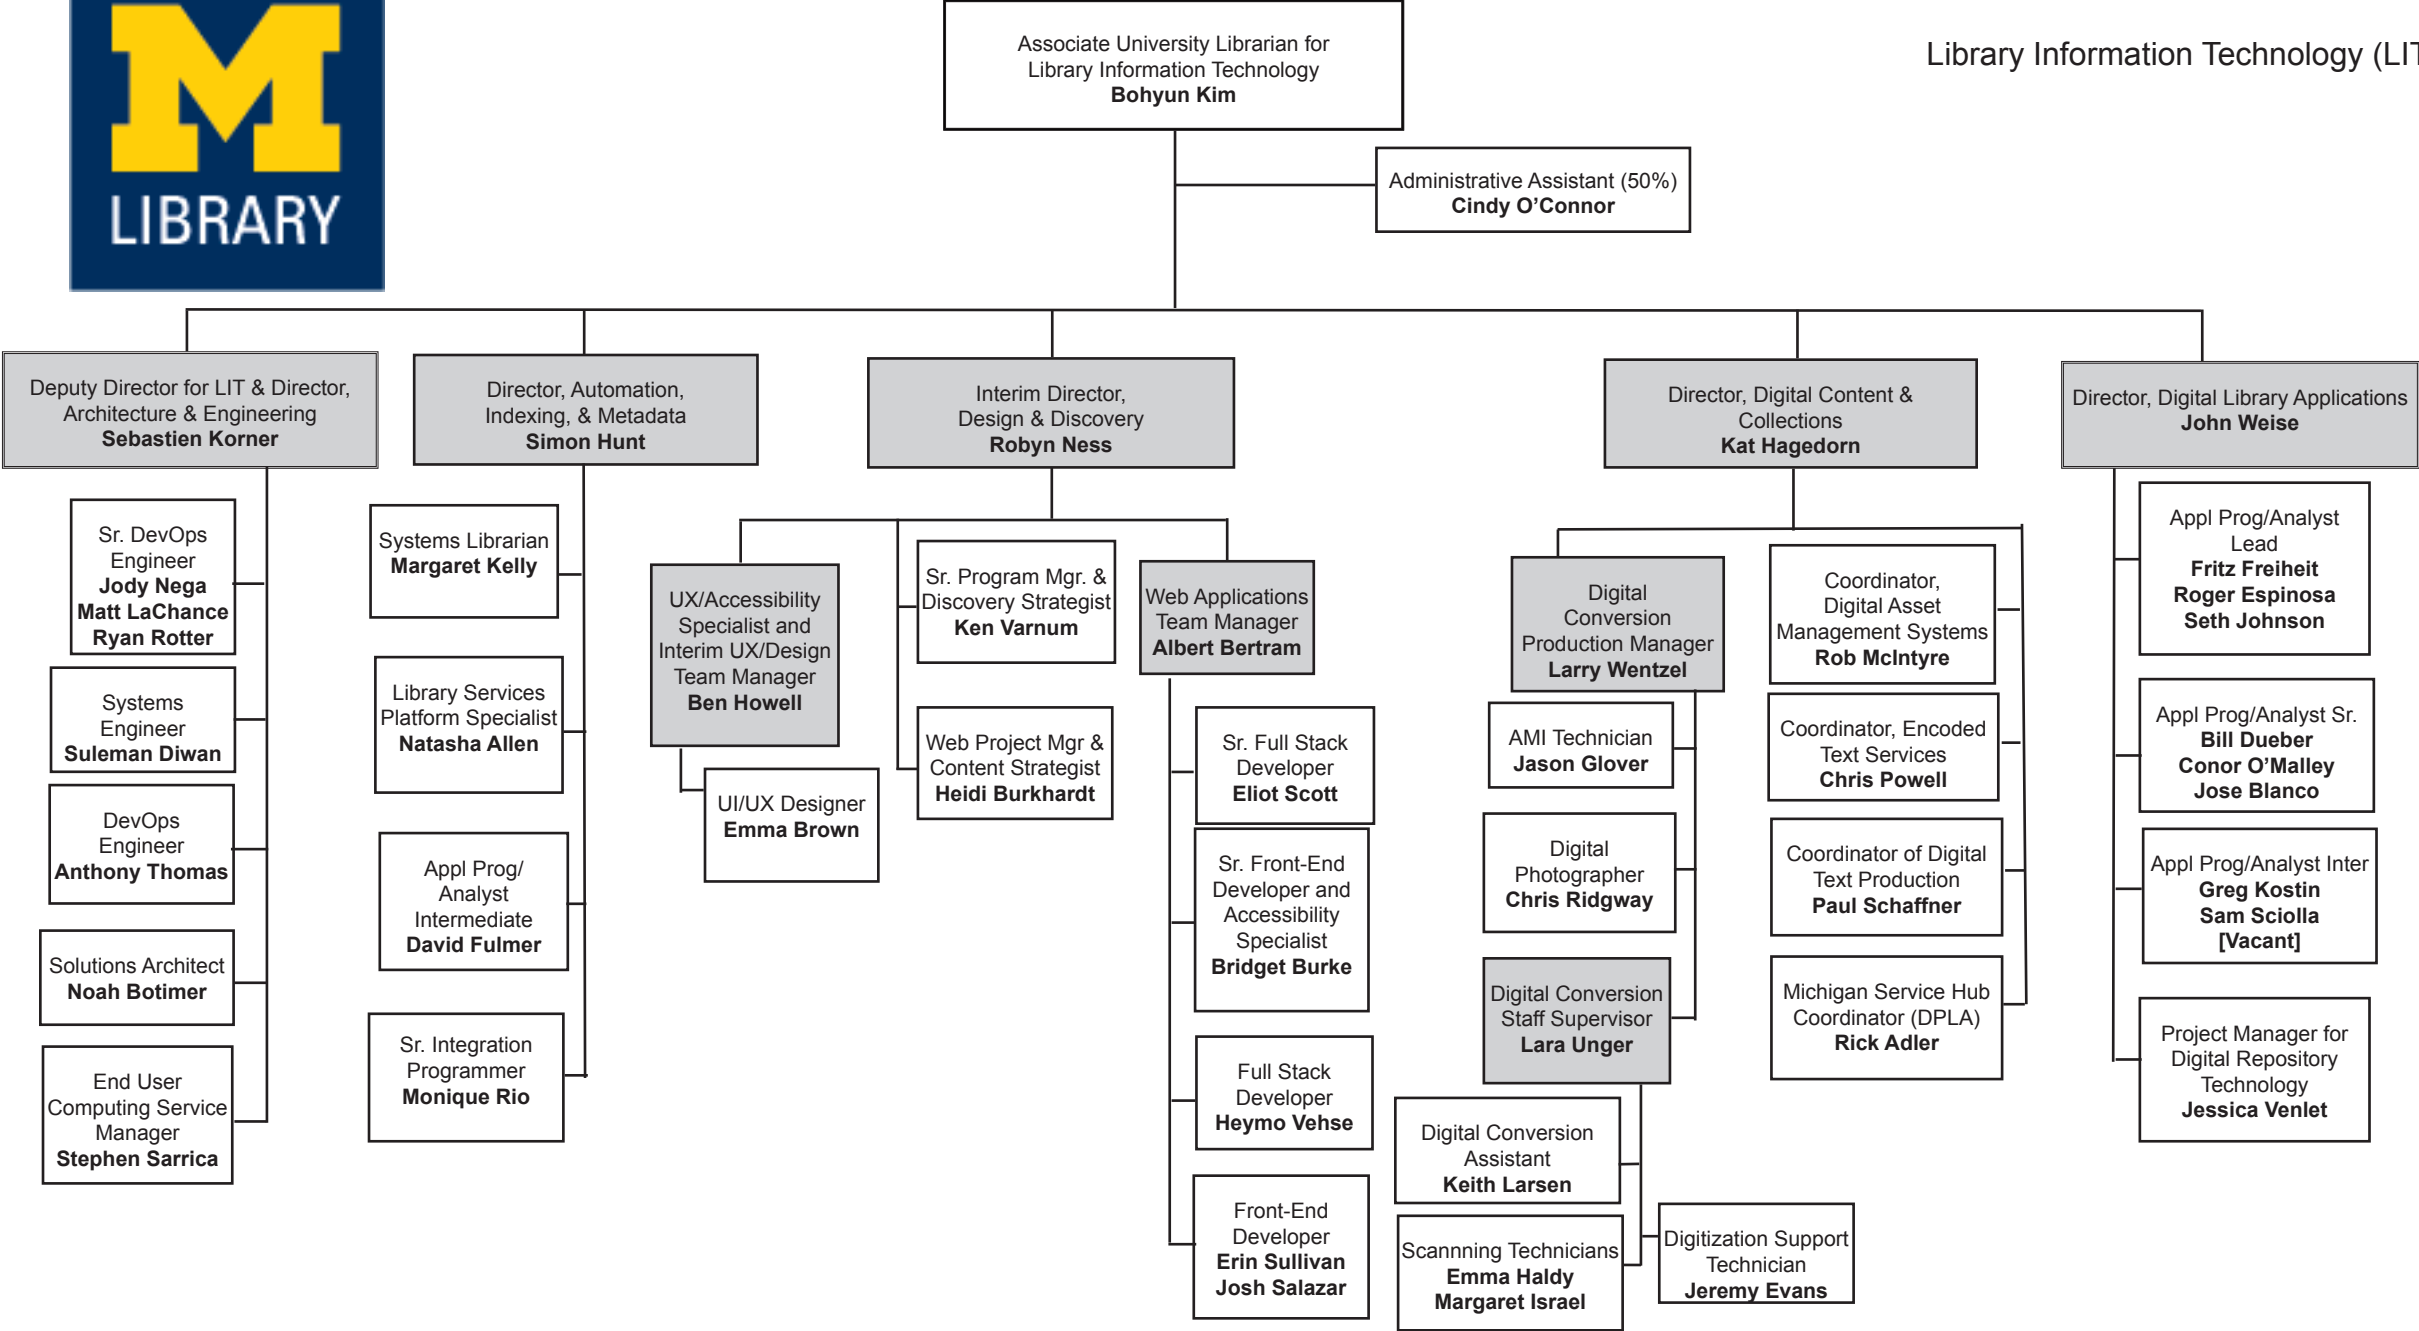 M
LIBRARY
Library Information Technology (LIT
Associate University Librarian for
Library Information Technology
Bohyun Kim
Administrative Assistant (50%)
Cindy O’Connor
Deputy Director for LIT & Director,
Architecture & Engineering
Sebastien Korner
Sr. DevOps
Engineer
Jody Nega
Matt LaChance
Ryan Rotter
Systems
Engineer
Suleman Diwan
DevOps
Engineer
Anthony Thomas
Solutions Architect
Noah Botimer
End User
Computing Service
Manager
Stephen Sarrica
Director, Automation,
Indexing, & Metadata
Simon Hunt
Systems Librarian
Margaret Kelly
Library Services
Platform Specialist
Natasha Allen
Appl Prog/
Analyst
Intermediate
David Fulmer
Sr. Integration
Programmer
Monique Rio
Interim Director,
Design & Discovery
Robyn Ness
UX/Accessibility
Specialist and
Interim UX/Design
Team Manager
Ben Howell
UI/UX Designer
Emma Brown
Sr. Program Mgr. &
Discovery Strategist
Ken Varnum
Web Project Mgr &
Content Strategist
Heidi Burkhardt
Web Applications
Team Manager
Albert Bertram
Sr. Full Stack
Developer
Eliot Scott
Sr. Front-End
Developer and
Accessibility
Specialist
Bridget Burke
Full Stack
Developer
Heymo Vehse
Front-End
Developer
Erin Sullivan
Josh Salazar
Director, Digital Content &
Collections
Kat Hagedorn
Digital
Conversion
Production Manager
Larry Wentzel
AMI Technician
Jason Glover
Digital
Photographer
Chris Ridgway
Digital Conversion
Staff Supervisor
Lara Unger
Digital Conversion
Assistant
Keith Larsen
Scannning Technicians
Emma Haldy
Margaret Israel
Digitization Support
Technician
Jeremy Evans
Coordinator,
Digital Asset
Management Systems
Rob McIntyre
Coordinator, Encoded
Text Services
Chris Powell
Coordinator of Digital
Text Production
Paul Schaffner
Michigan Service Hub
Coordinator (DPLA)
Rick Adler
Director, Digital Library Applications
John Weise
Appl Prog/Analyst
Lead
Fritz Freiheit
Roger Espinosa
Seth Johnson
Appl Prog/Analyst Sr.
Bill Dueber
Conor O’Malley
Jose Blanco
Appl Prog/Analyst Inter
Greg Kostin
Sam Sciolla
[Vacant]
Project Manager for
Digital Repository
Technology
Jessica Venlet